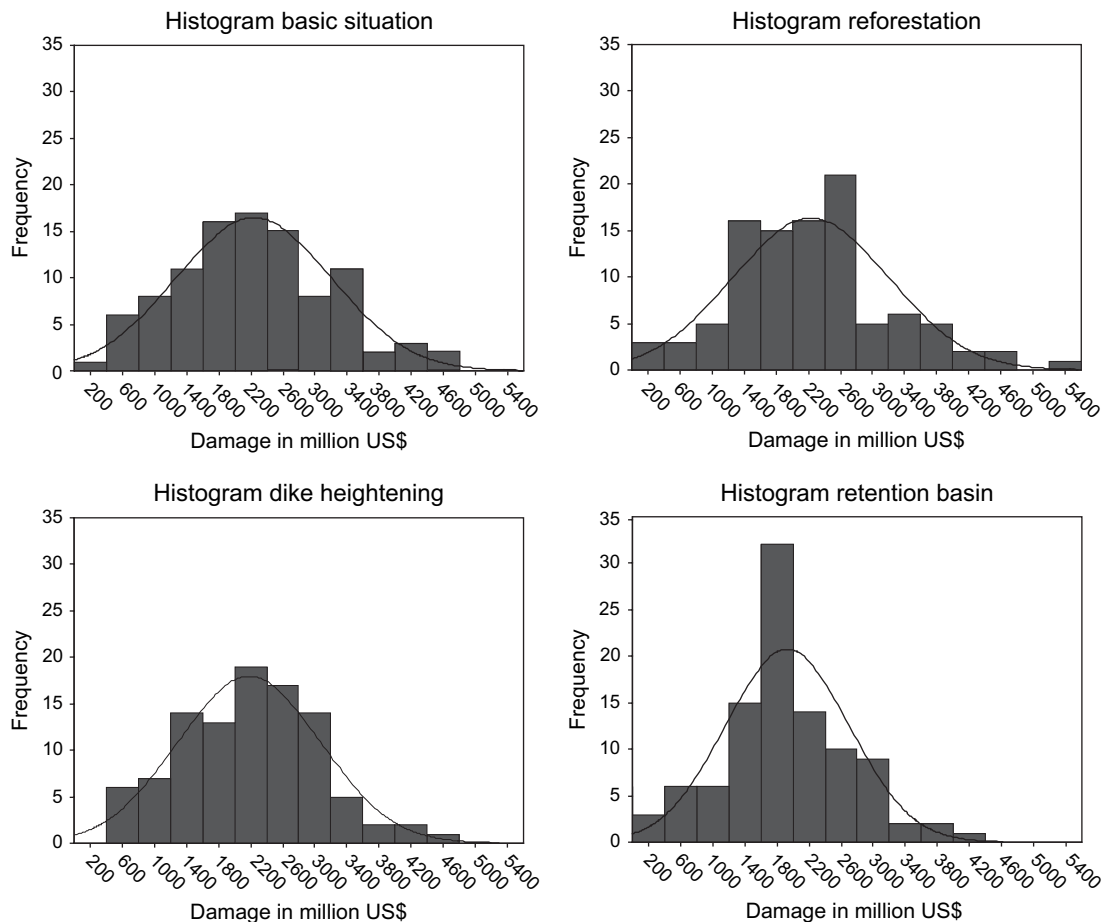 Histogram basic situation
35
30
25
20
15
10
5
0
Frequency
200 600 1000 1400 1800 2200 2600 3000 3400 3800 4200 4600 5000 5400
Damage in million US$
Histogram reforestation
35
30
25
20
15
10
5
0
Frequency
200 600 1000 1400 1800 2200 2600 3000 3400 3800 4200 4600 5000 5400
Damage in million US$
Histogram dike heightening
35
30
25
20
15
10
5
0
Frequency
200 600 1000 1400 1800 2200 2600 3000 3400 3800 4200 4600 5000 5400
Damage in million US$
Histogram retention basin
35
30
25
20
15
10
5
0
Frequency
200 600 1000 1400 1800 2200 2600 3000 3400 3800 4200 4600 5000 5400
Damage in million US$